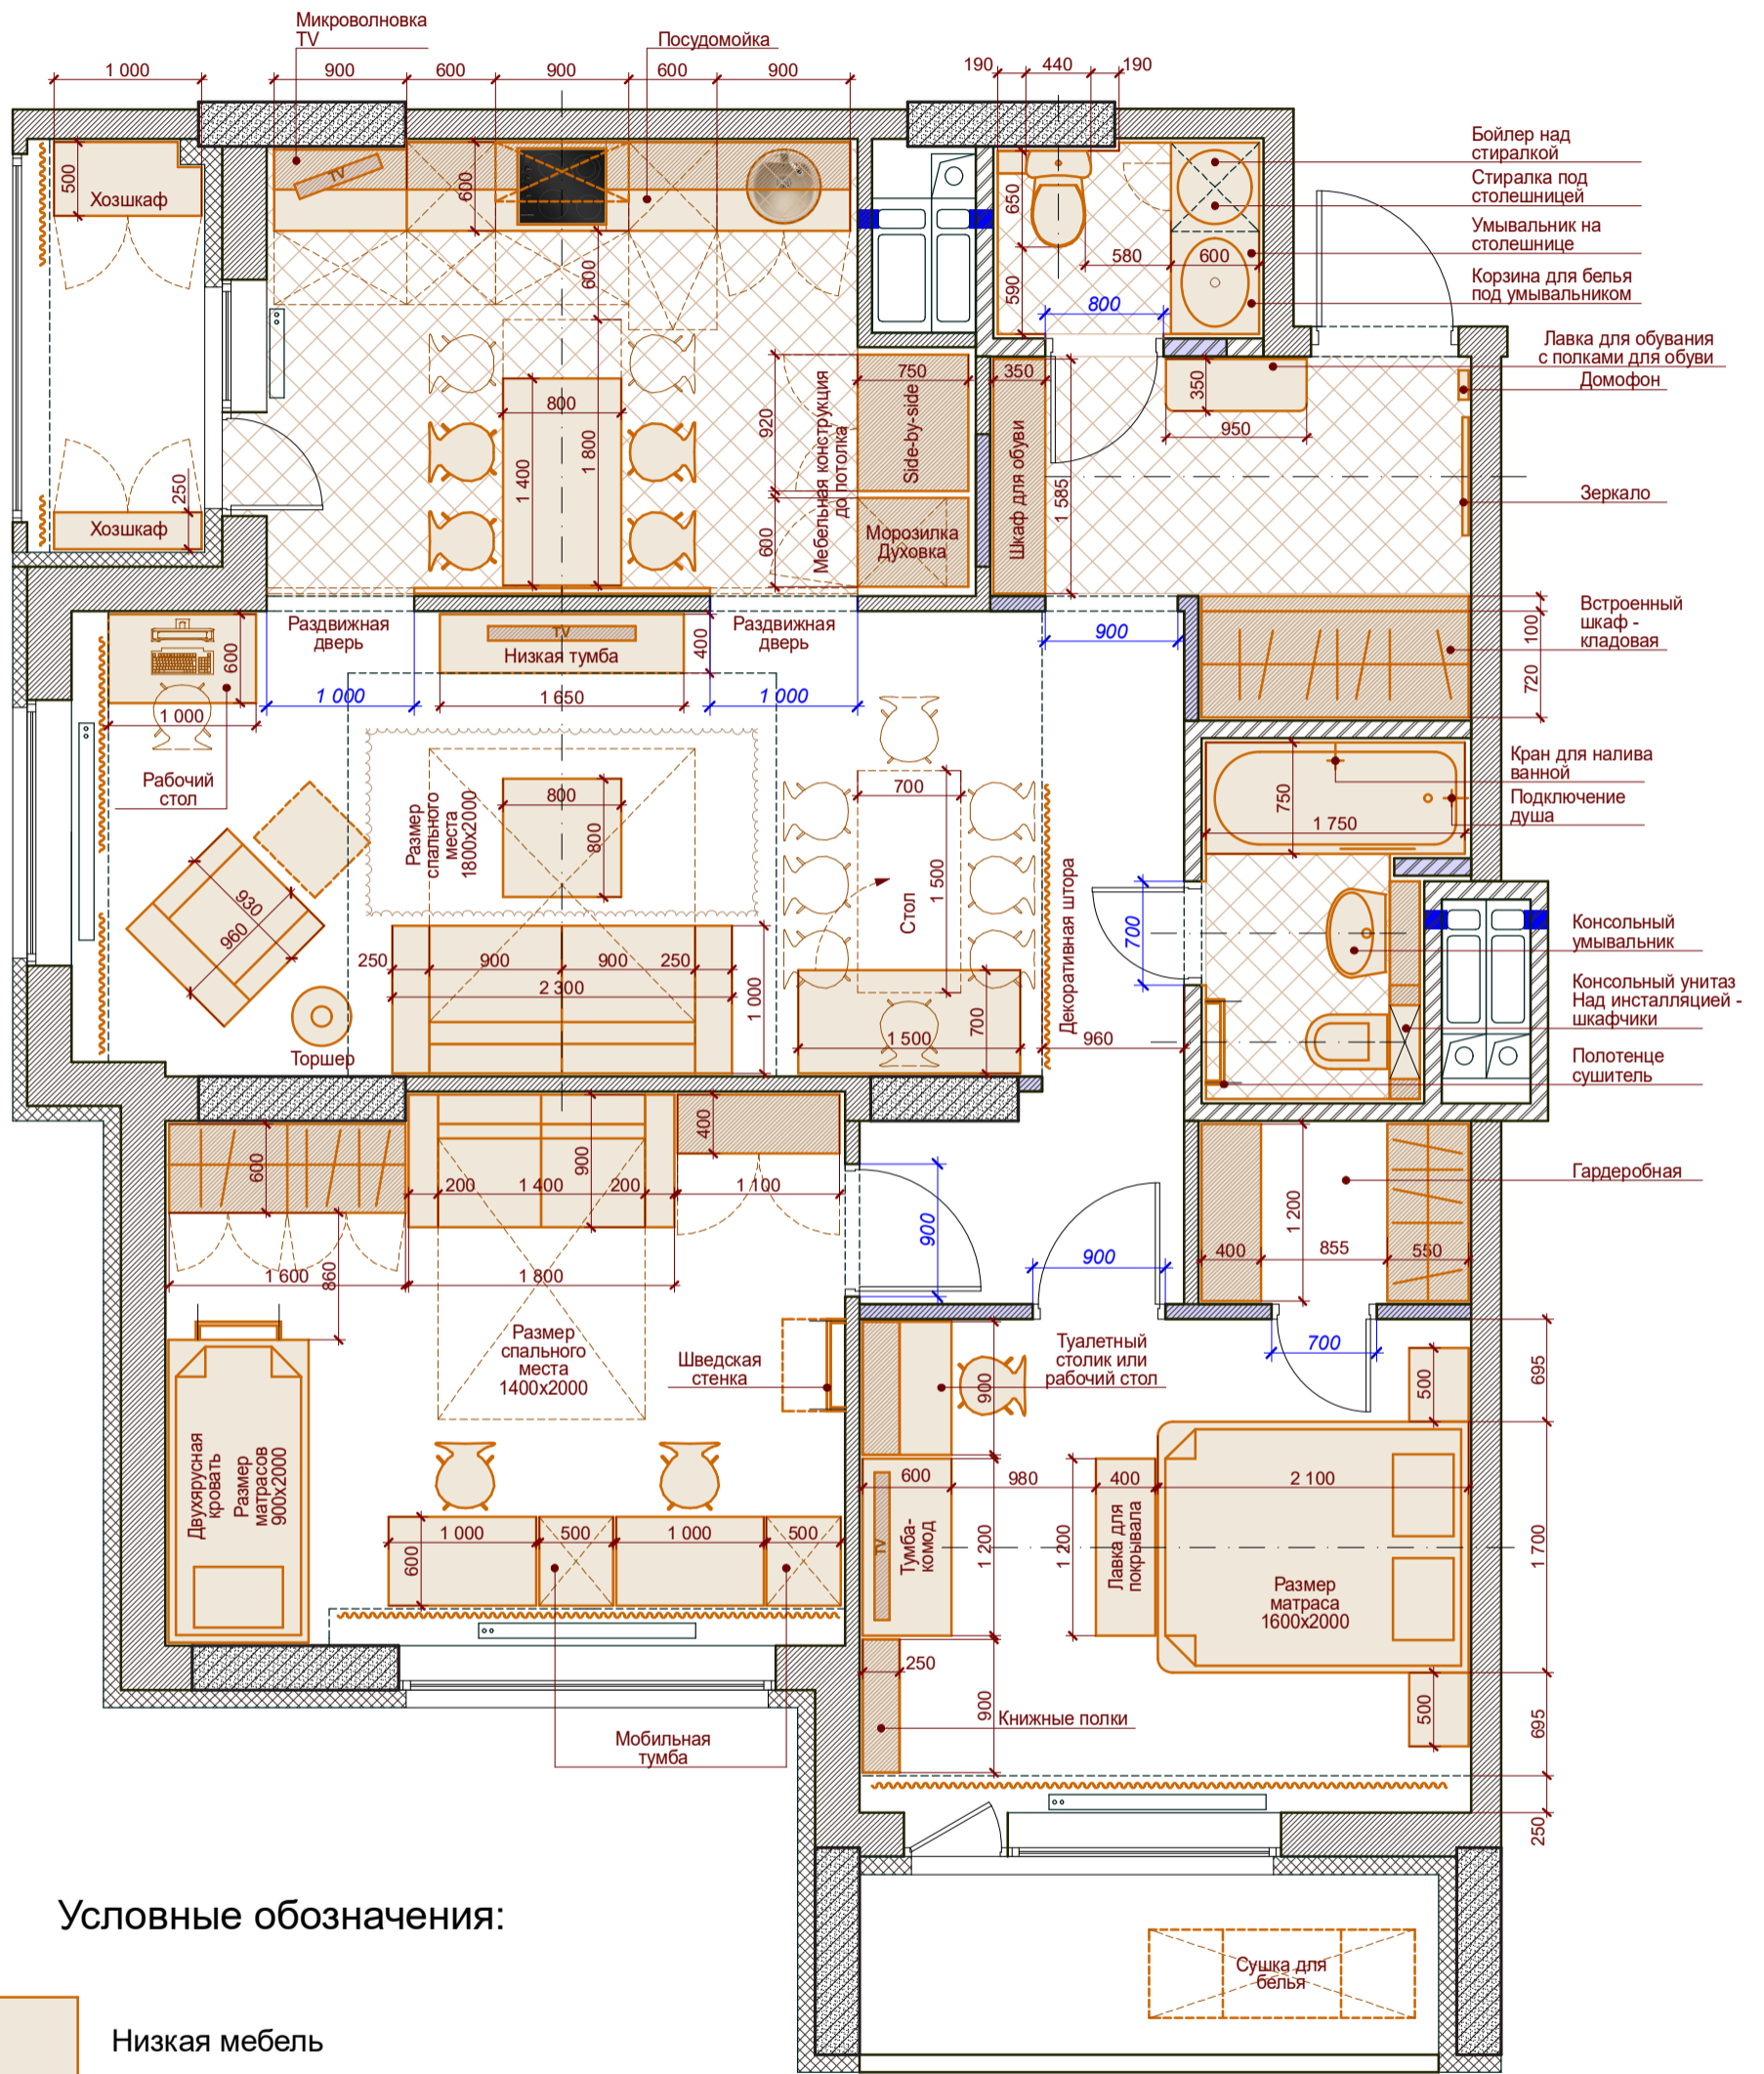 Микроволновка
TV
Посудомойка
1 000
900
600
900
600
900
190
440
190
Бойлер над
стиралкой
Стиралка под
столешницей
Умывальник на
столешнице
Корзина для белья
под умывальником
Лавка для обувания
с полками для обуви
Домофон
Зеркало
500
Хозшкаф
TV
600
650
580
600
590
800
600
350
950
750
350
920
Side-by-side
Мебельная конструкция
до потолка
Шкаф для обуви
1 585
800
1 400
1 800
250
Хозшкаф
600
Морозилка
Духовка
Раздвижная
дверь
TV
Низкая тумба
400
Раздвижная
дверь
900
Встроенный
шкаф -
кладовая
100
720
600
1 000
1 000
1 650
1 000
Рабочий
стол
Размер
спального
места
1800х2000
800
800
700
1 500
Стол
Декоративная штора
750
1 750
Кран для налива
ванной
Подключение
душа
930
960
700
Консольный
умывальник
Консольный унитаз
Над инсталляцией -
шкафчики
Полотенце
сушитель
250
900
900
250
2 300
1 000
1 500
700
960
Торшер
600
900
400
200
1 400
200
1 100
1 600
860
1 800
900
900
1 200
400
855
550
Гардеробная
Размер
спального
места
1400х2000
Шведская
стенка
Туалетный
столик или
рабочий стол
900
700
500
695
Двухярусная
кровать
Размер
матрасов
900х2000
600
980
400
2 100
1 000
500
1 000
500
600
TV
Тумба-
комод
1 200
1 200
Лавка для
покрывала
Размер
матраса
1600х2000
1 700
250
900
Книжные полки
500
695
Мобильная
тумба
250
Условные обозначения:
Сушка для
белья
Низкая мебель